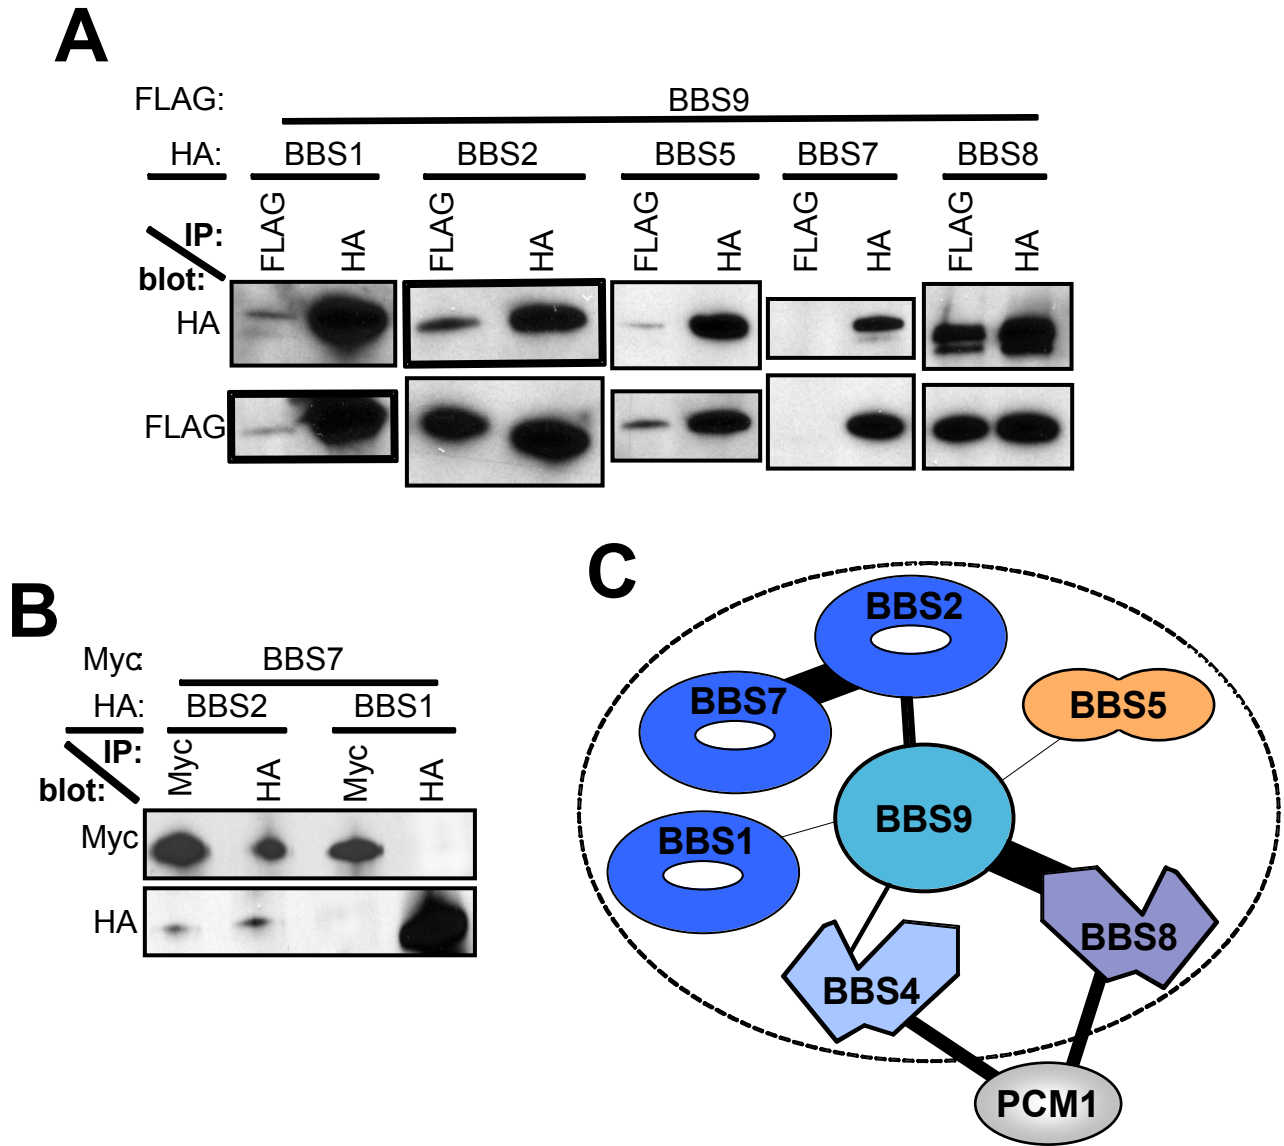 A
FLAG: BBS9
HA: BBS1 BBS2 BBS5 BBS7 BBS8
IP: FLAG HA FLAG HA FLAG HA FLAG HA FLAG HA
blot:
HA
FLAG
B
Myc: BBS7
HA: BBS2 BBS1
IP: Myc HA Myc HA
blot:
Myc
HA
C
BBS2
BBS7
BBS5
BBS9
BBS1
BBS8
BBS4
PCM1